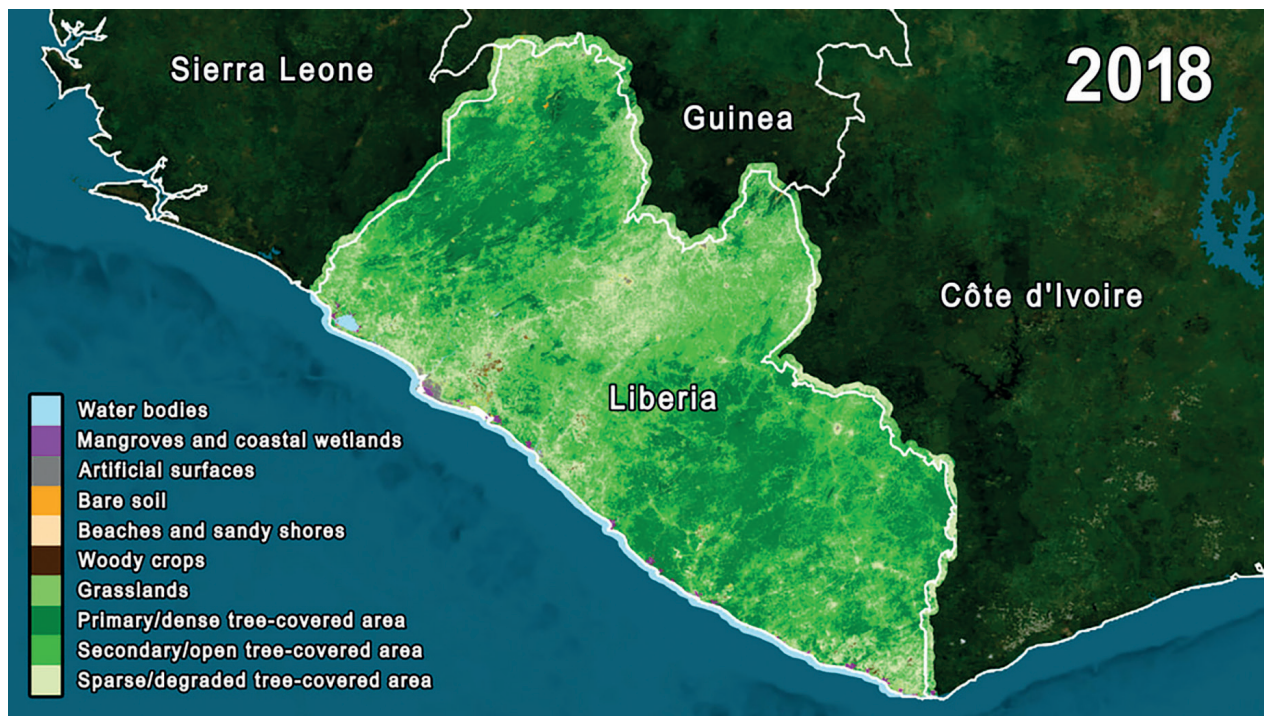 Sierra Leone
2018
Guinea
Côte d'Ivoire
Liberia
Water bodies
Mangroves and coastal wetlands
Artificial surfaces
Bare soil
Beaches and sandy shores
Woody crops
Grasslands
Primary/dense tree-covered area
Secondary/open tree-covered area
Sparse/degraded tree-covered area